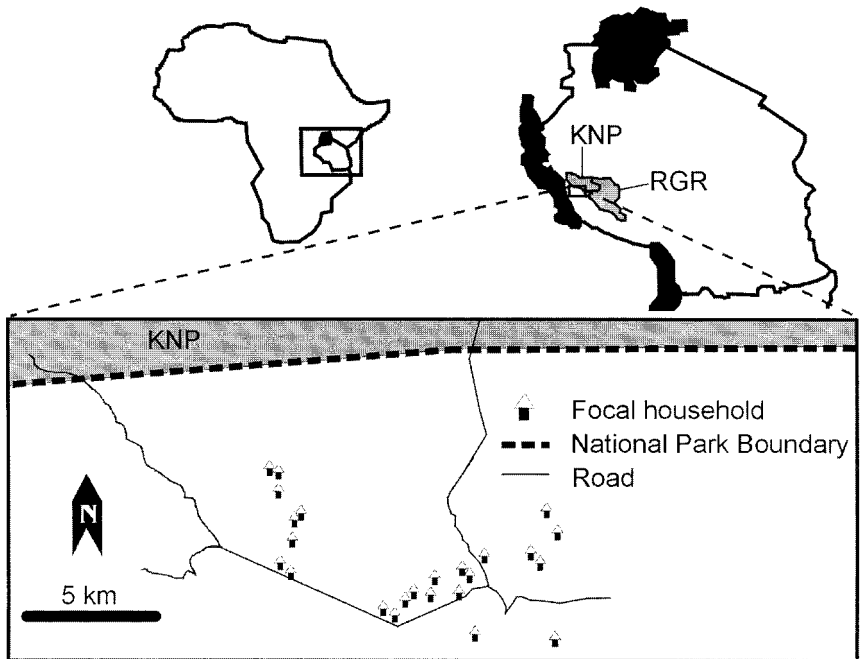 KNP
RGR
KNP
Focal household
National Park Boundary
Road
N
5 km